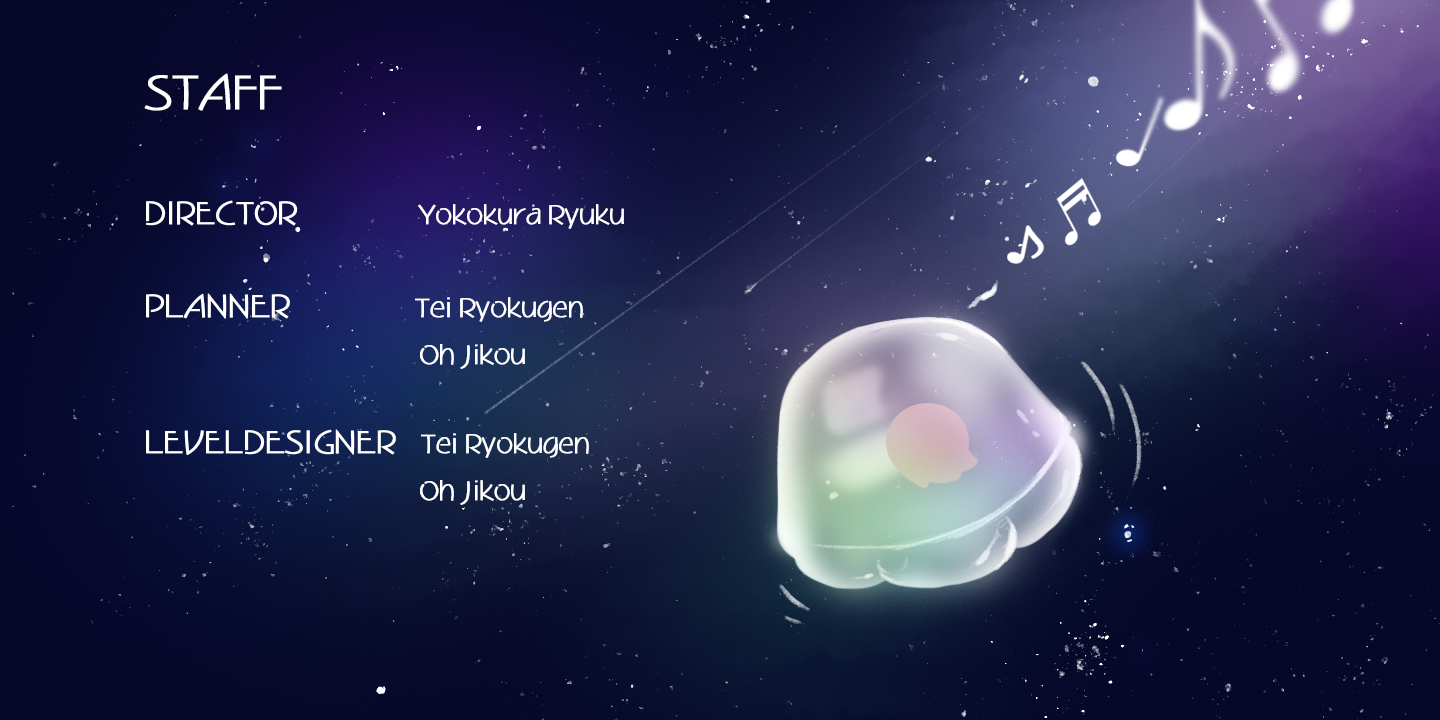 STAFF
DIRECTOR Yokokura Ryuku
PLANNER Tei Ryokugen
Oh Jikou
LEVELDESIGNER Tei Ryokugen
Oh Jikou